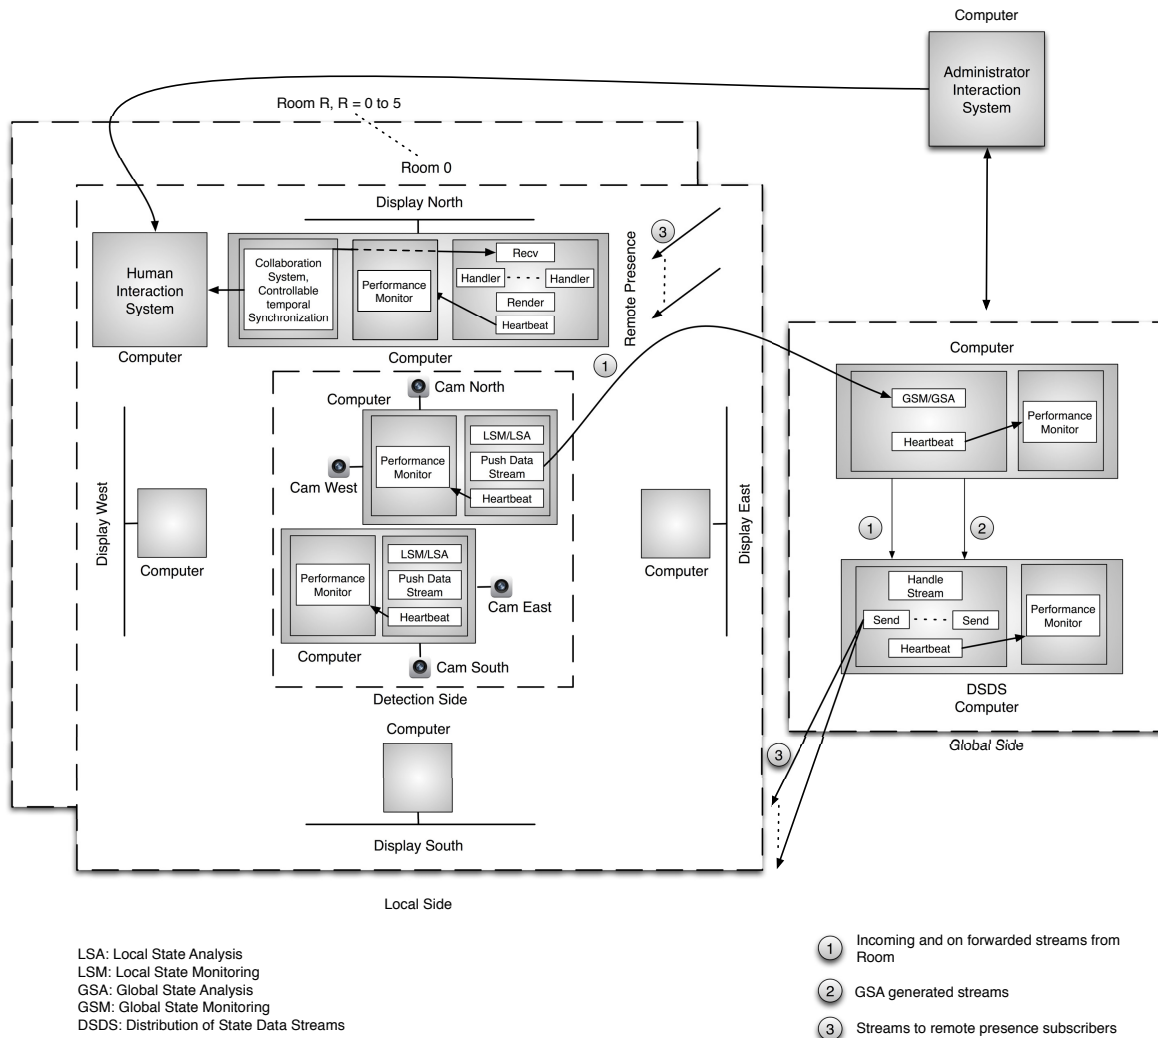 Computer
Administrator
Interaction
System
Room R, R = 0 to 5
Room 0
Display North
Human
Interaction
System
Computer
Collaboration
System,
Controllable
temporal
Synchronization
Performance
Monitor
Recv
Handler
Handler
Render
Heartbeat
Computer
Remote Presence
3
1
Cam North
Computer
Performance
Monitor
LSM/LSA
Push Data
Stream
Heartbeat
Cam West
Performance
Monitor
LSM/LSA
Push Data
Stream
Heartbeat
Cam East
Computer
Cam South
Detection Side
Display West
Computer
Computer
Display East
Computer
Display South
Local Side
Computer
GSM/GSA
Heartbeat
Performance
Monitor
1
2
Handle
Stream
Send
Send
Heartbeat
Performance
Monitor
DSDS
Computer
Global Side
3
LSA: Local State Analysis
LSM: Local State Monitoring
GSA: Global State Analysis
GSM: Global State Monitoring
DSDS: Distribution of State Data Streams
1 Incoming and on forwarded streams from
Room
2 GSA generated streams
3 Streams to remote presence subscribers